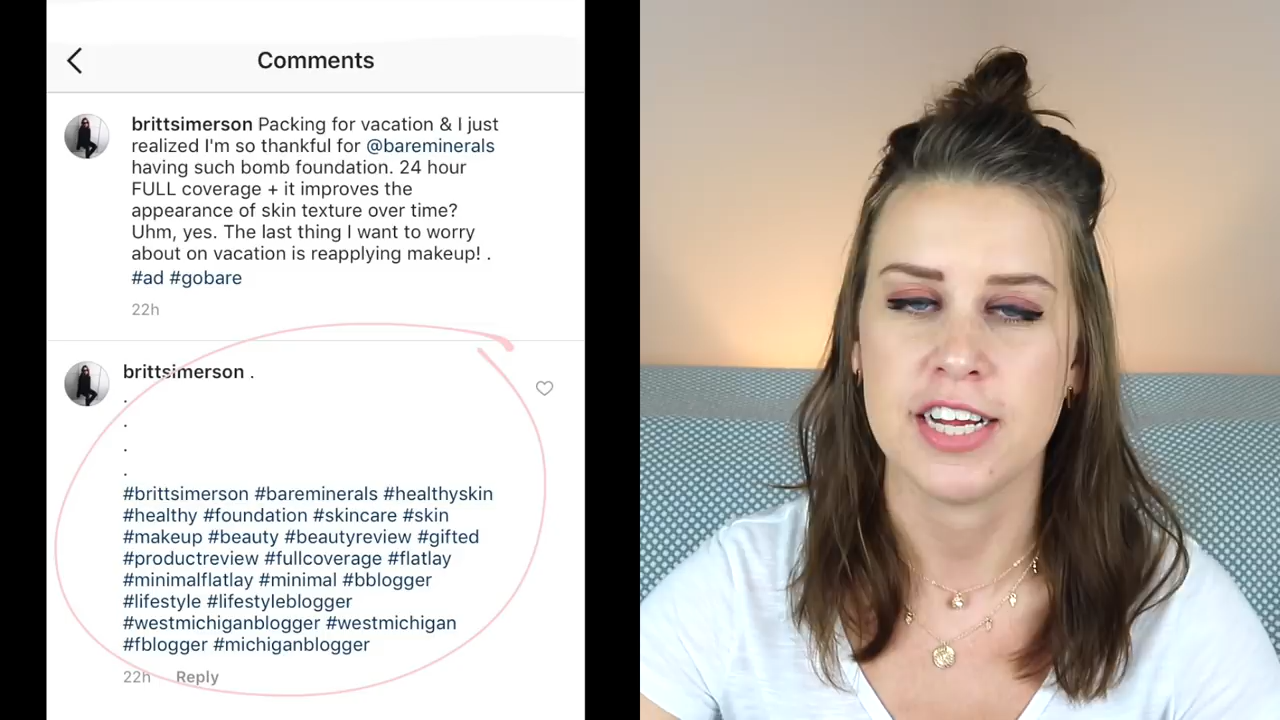 Comments
brittsimerson Packing for vacation & I just
realized I'm so thankful for @bareminerals
having such bomb foundation. 24 hour
FULL coverage + it improves the
appearance of skin texture over time?
Uhm, yes. The last thing I want to worry
about on vacation is reapplying makeup! .
#ad #gobare
22h
brittsimerson .
.
.
.
.
#brittsimerson #bareminerals #healthyskin
#healthy #foundation #skincare #skin
#makeup #beauty #beautyreview #gifted
#productreview #fullcoverage #flatlay
#minimalflatlay #minimal #bblogger
#lifestyle #lifestyleblogger
#westmichiganblogger #westmichigan
#fblogger #michiganblogger
22h Reply